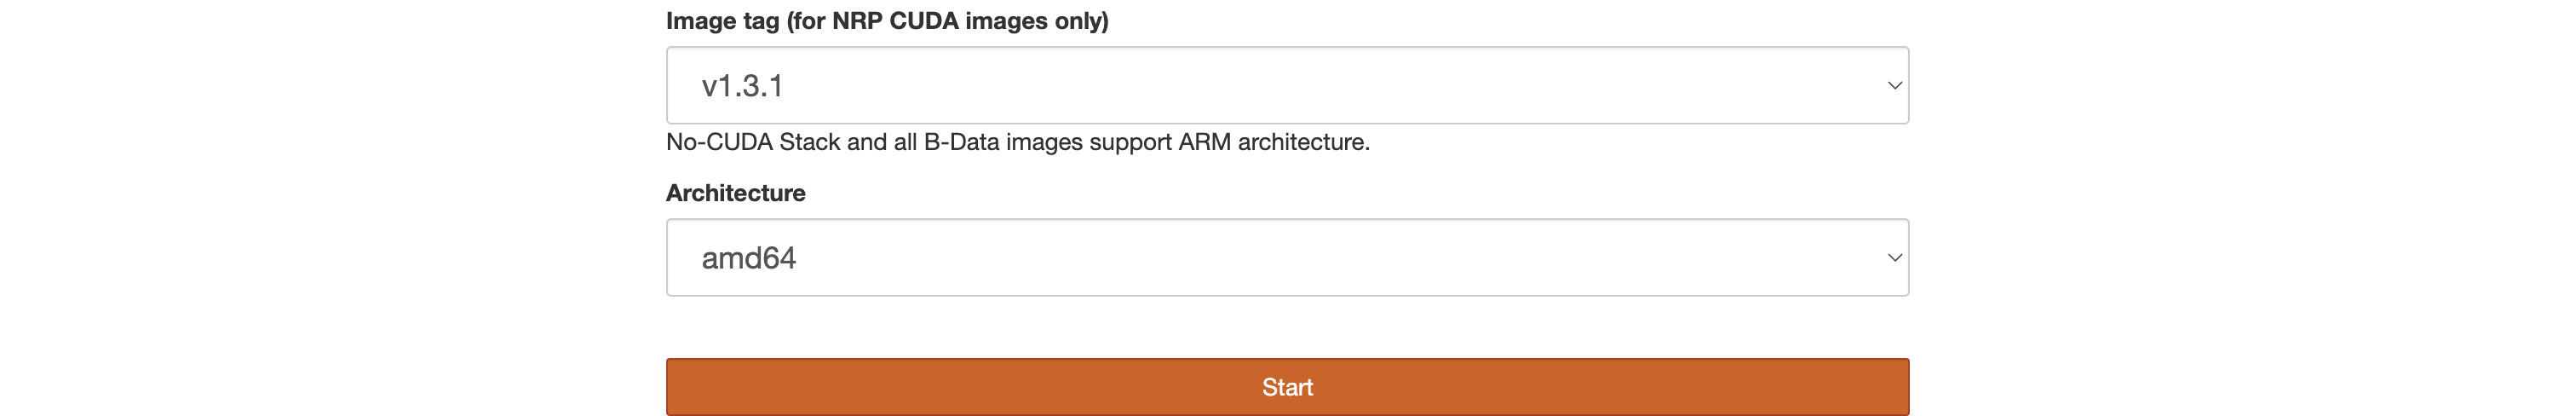 Image tag (for NRP CUDA images only)
v1.3.1
No-CUDA Stack and all B-Data images support ARM architecture.
Architecture
amd64
Start